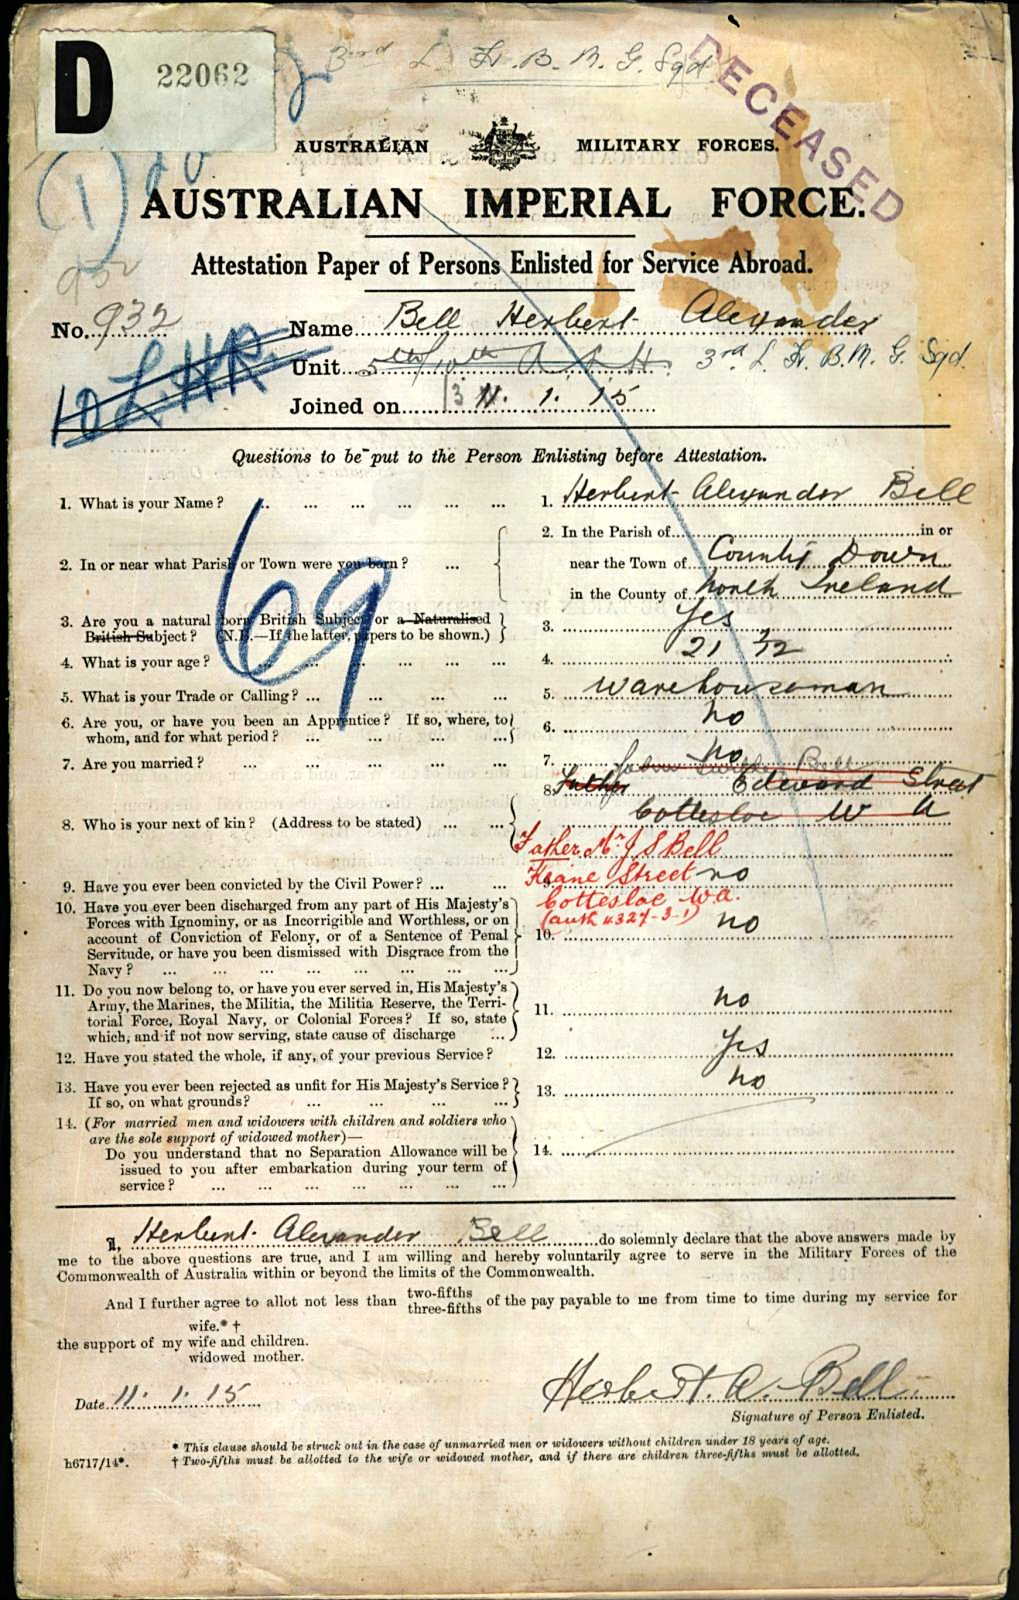 D 22062
3rd L. H. B. M. G. Sqd
DECEASED
AUSTRALIAN MILITARY FORCES.
1
AUSTRALIAN IMPERIAL FORCE.
Attestation Paper of Persons Enlisted for Service Abroad.
932
No. 932 Name Bell Herbert Alexander
10 LHR. Unit 5th/10th A. L. H. 3rd L. H. B. M. G. Sqd.
Joined on 11. 1. 15
Questions to be put to the Person Enlisting before Attestation.
69
1. What is your Name? ... 1. Herbert Alexander Bell
2. In or near what Parish or Town were you born? ... 2. In the Parish of in or
near the Town of County Down
in the County of North Ireland
3. Are you a natural born British Subject or a Naturalised
British Subject? (N.B.—If the latter, papers to be shown.) 3. Yes
4. What is your age? ... 4. 21 2/12
5. What is your Trade or Calling? ... 5. Warehouseman
6. Are you, or have you been an Apprentice? If so, where, to
whom, and for what period? ... 6. no
7. Are you married? ... 7. no
8. Who is your next of kin? (Address to be stated) ... 8. Father Bell
Edward Street
Cottesloe W A
Father Mr J S Bell
Keane Street
Cottesloe W.A.
(auth 4327-3-1)
9. Have you ever been convicted by the Civil Power? ... no
10. Have you ever been discharged from any part of His Majesty's
Forces with Ignominy, or as Incorrigible and Worthless, or on
account of Conviction of Felony, or of a Sentence of Penal
Servitude, or have you been dismissed with Disgrace from the
Navy? ... 10. no
11. Do you now belong to, or have you ever served in, His Majesty's
Army, the Marines, the Militia, the Militia Reserve, the Terri-
torial Force, Royal Navy, or Colonial Forces? If so, state
which, and if not now serving, state cause of discharge ... 11. no
12. Have you stated the whole, if any, of your previous Service? 12. Yes
13. Have you ever been rejected as unfit for His Majesty's Service?
If so, on what grounds? ... 13. no
14. (For married men and widowers with children and soldiers who
are the sole support of widowed mother)—
Do you understand that no Separation Allowance will be
issued to you after embarkation during your term of
service? ... 14.
I, Herbert Alexander Bell do solemnly declare that the above answers made by
me to the above questions are true, and I am willing and hereby voluntarily agree to serve in the Military Forces of the
Commonwealth of Australia within or beyond the limits of the Commonwealth.
And I further agree to allot not less than two-fifths three-fifths of the pay payable to me from time to time during my service for
wife.* †
the support of my wife and children.
widowed mother.
Date 11. 1. 15 Herbert. A. Bell.
Signature of Person Enlisted.
* This clause should be struck out in the case of unmarried men or widowers without children under 18 years of age.
h6717/14*. † Two-fifths must be allotted to the wife or widowed mother, and if there are children three-fifths must be allotted.